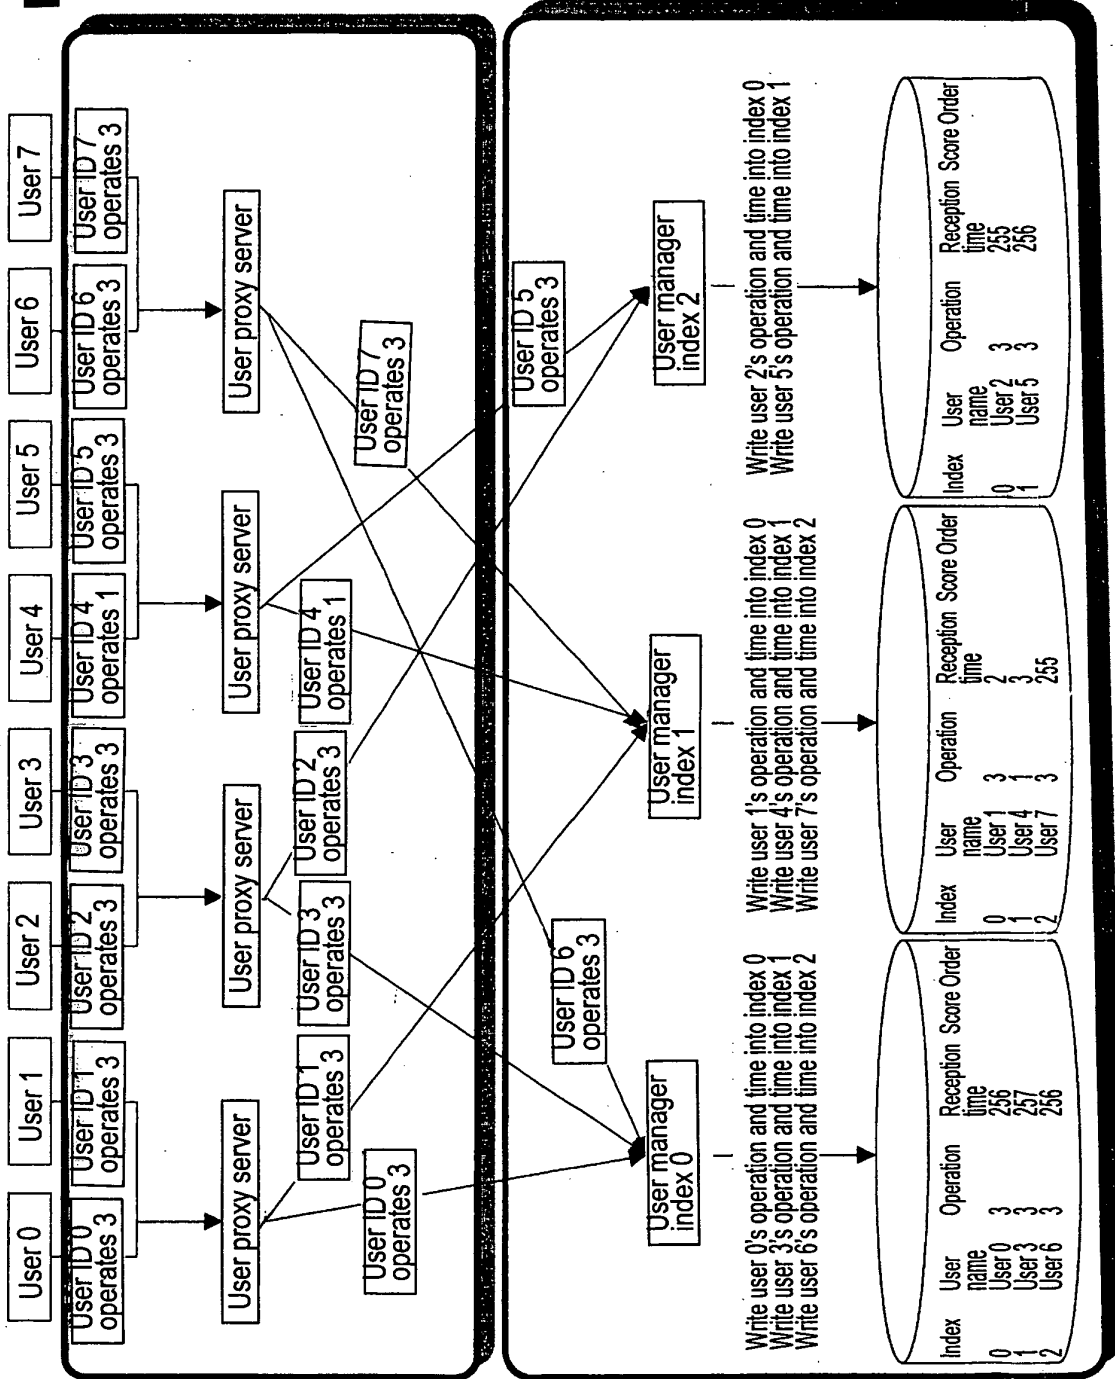 User 0
User 1
User 2
User 3
User 4
User 5
User 6
User 7
User ID 0
operates 3
User ID 1
operates 3
User ID 2
operates 3
User ID 3
operates 3
User ID 4
operates 1
User ID 5
operates 3
User ID 6
operates 3
User ID 7
operates 3
User proxy server
User proxy server
User proxy server
User proxy server
User ID 0
operates 3
User ID 1
operates 3
User ID 3
operates 3
User ID 2
operates 3
User ID 4
operates 1
User ID 7
operates 3
User ID 6
operates 3
User ID 5
operates 3
User manager
index 0
User manager
index 1
User manager
index 2
Write user 0's operation and time into index 0
Write user 3's operation and time into index 1
Write user 6's operation and time into index 2
Write user 1's operation and time into index 0
Write user 4's operation and time into index 1
Write user 7's operation and time into index 2
Write user 2's operation and time into index 0
Write user 5's operation and time into index 1
Index User name Operation Reception time Score Order
0 User 0 3 256
1 User 3 3 257
2 User 6 3 256
Index User name Operation Reception time Score Order
0 User 1 3 2
1 User 4 1 3
2 User 7 3 255
Index User name Operation Reception time Score Order
0 User 2 3 255
1 User 5 3 256